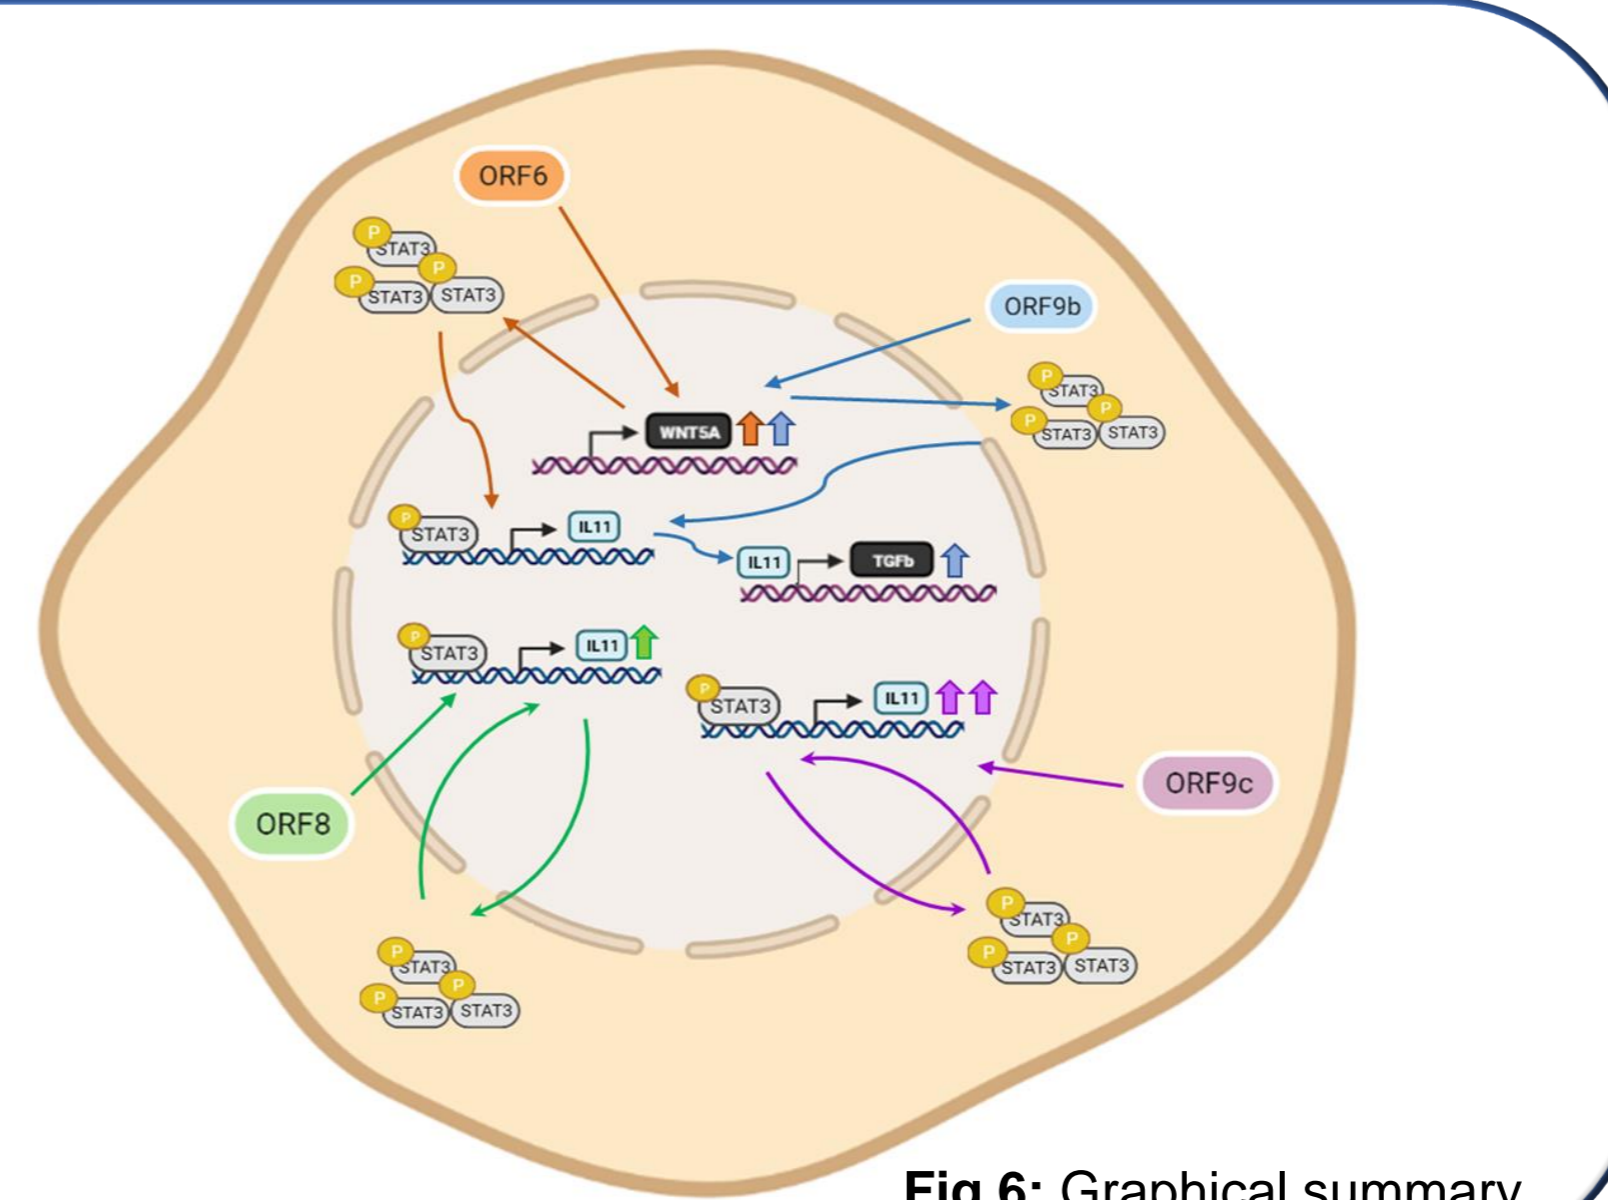 ORF6
P
STAT3
P
P
STAT3
STAT3
ORF9b
P
STAT3
P
P
STAT3
STAT3
WNT5A
P
STAT3
IL11
IL11
TGFb
P
STAT3
IL11
P
STAT3
IL11
ORF9c
ORF8
P
STAT3
P
P
STAT3
STAT3
P
STAT3
P
P
STAT3
STAT3
Fig 6: Graphical summary